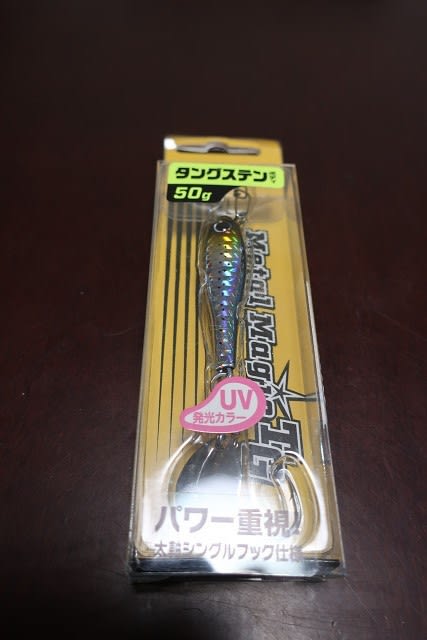 タングステン
50g
Metal Magic TG
UV
発光カラー
パワー重視!
太軸シングルフック仕様